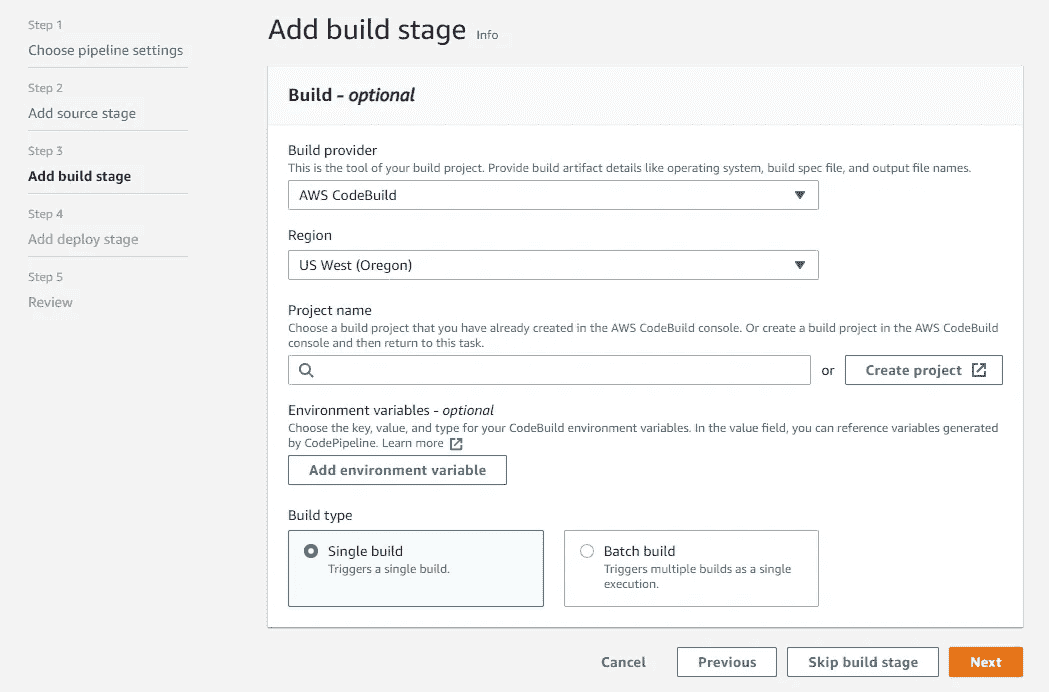 Step 1
Choose pipeline settings
Step 2
Add source stage
Step 3
Add build stage
Step 4
Add deploy stage
Step 5
Review
Add build stage Info
Build - optional
Build provider
This is the tool of your build project. Provide build artifact details like operating system, build spec file, and output file names.
AWS CodeBuild
Region
US West (Oregon)
Project name
Choose a build project that you have already created in the AWS CodeBuild console. Or create a build project in the AWS CodeBuild
console and then return to this task.
or Create project
Environment variables - optional
Choose the key, value, and type for your CodeBuild environment variables. In the value field, you can reference variables generated
by CodePipeline. Learn more
Add environment variable
Build type
Single build
Triggers a single build.
Batch build
Triggers multiple builds as a single
execution.
Cancel Previous Skip build stage Next